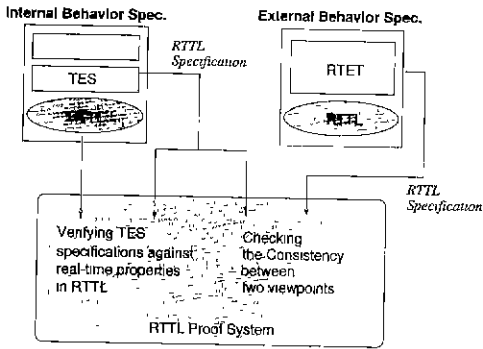 Internal Behavior Spec.
External Behavior Spec.
RTTL
Specification
TES
RTET
RTTL
RTTL
Specification
Verifying TES
specifications against
real-time properties
in RTTL
Checking
the Consistency
between
two viewpoints
RTTL Proof System